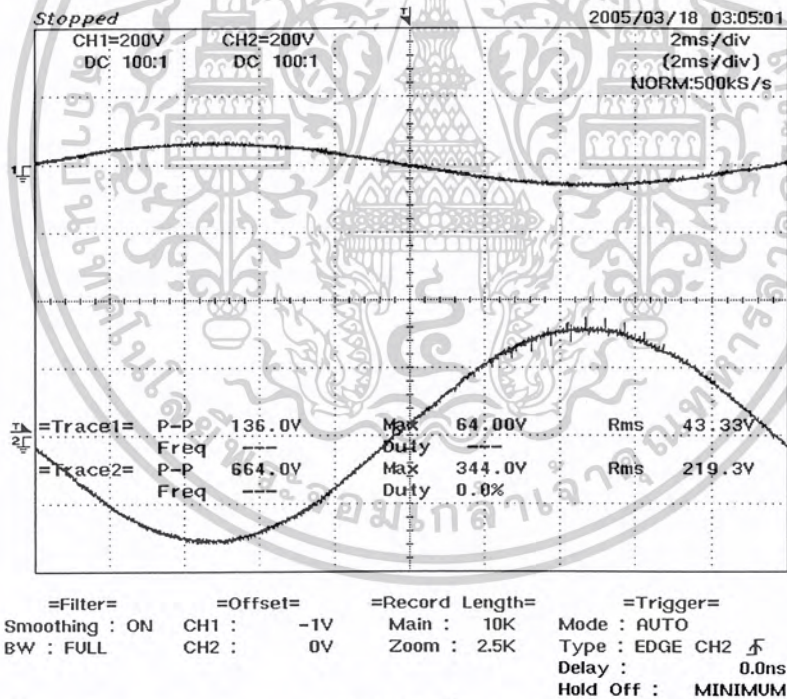 Stopped 2005/03/18 03:05:01
CH1=200V CH2=200V 2ms/div
DC 100:1 DC 100:1 (2ms/div)
NORM:500kS/s
=Trace1= P-P 136.0V Max 64.00V Rms 43.33V
Freq --- Duty ---
=Trace2= P-P 664.0V Max 344.0V Rms 219.3V
Freq --- Duty 0.0%
=Filter= =Offset= =Record Length= =Trigger=
Smoothing : ON CH1 : -1V Main : 10K Mode : AUTO
BW : FULL CH2 : 0V Zoom : 2.5K Type : EDGE CH2
Delay : 0.0ns
Hold Off : MINIMUM